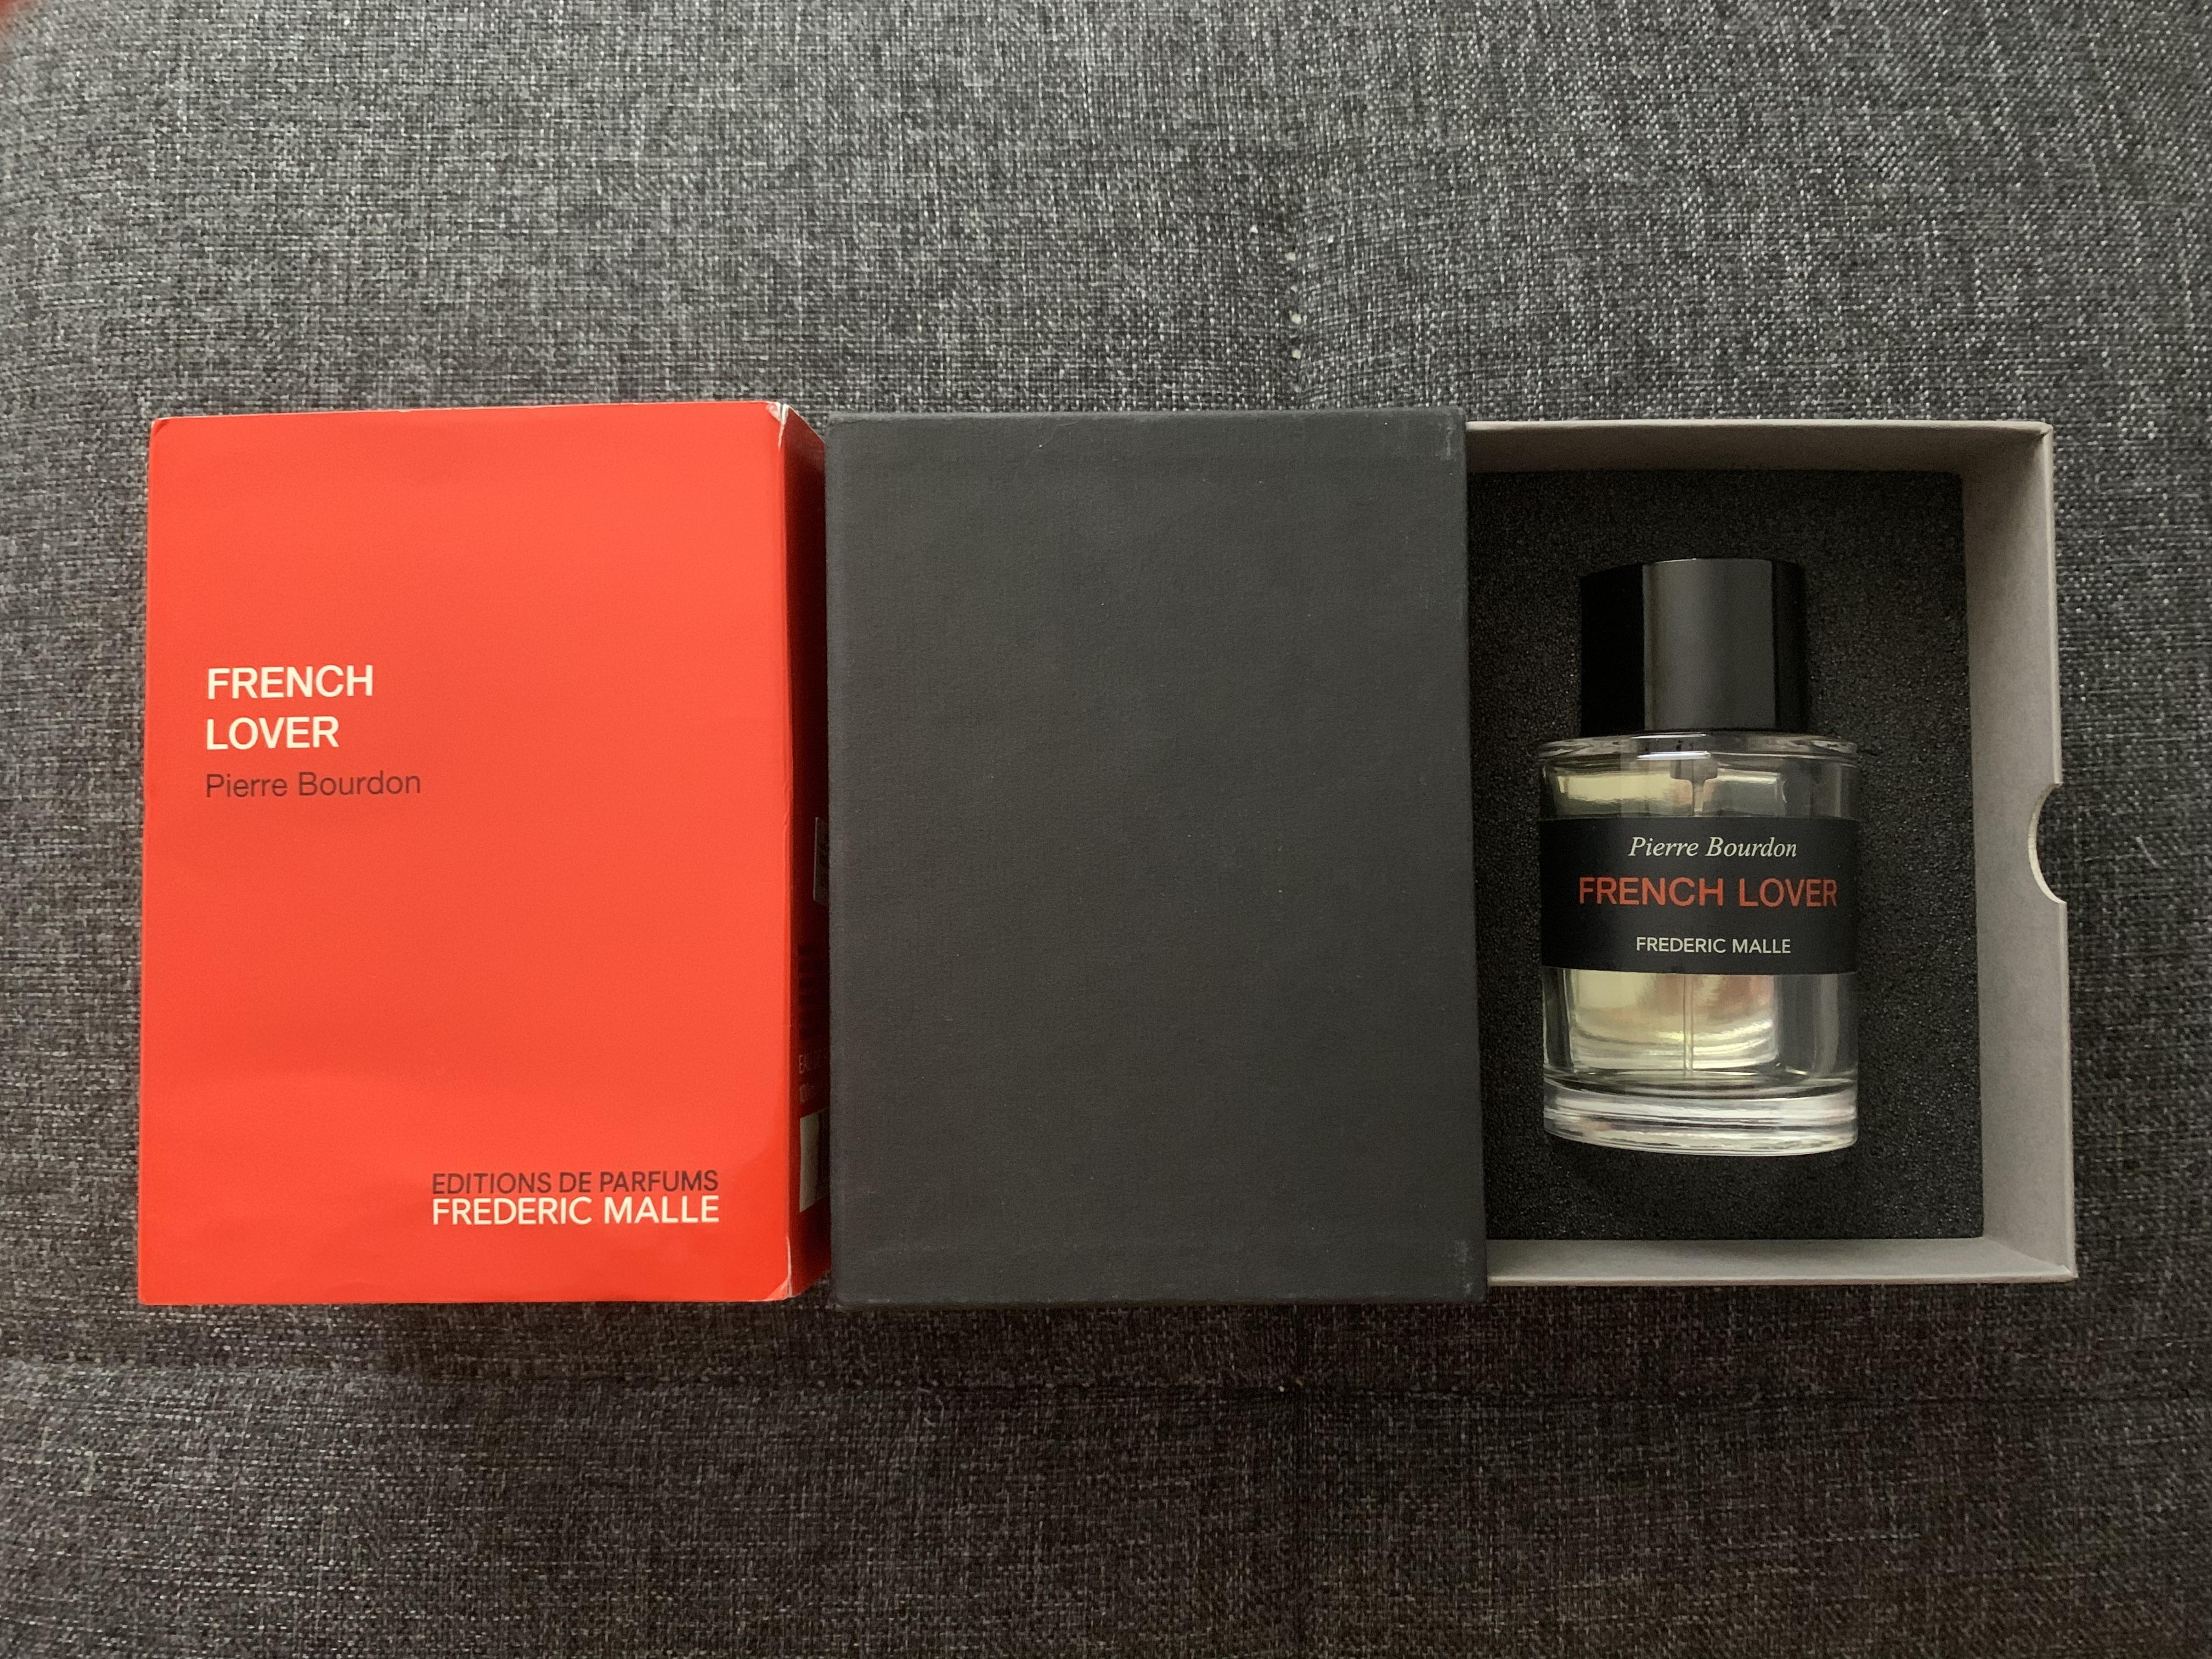 FRENCH
LOVER
Pierre Bourdon
EDITIONS DE PARFUMS
FREDERIC MALLE
Pierre Bourdon
FRENCH LOVER
FREDERIC MALLE